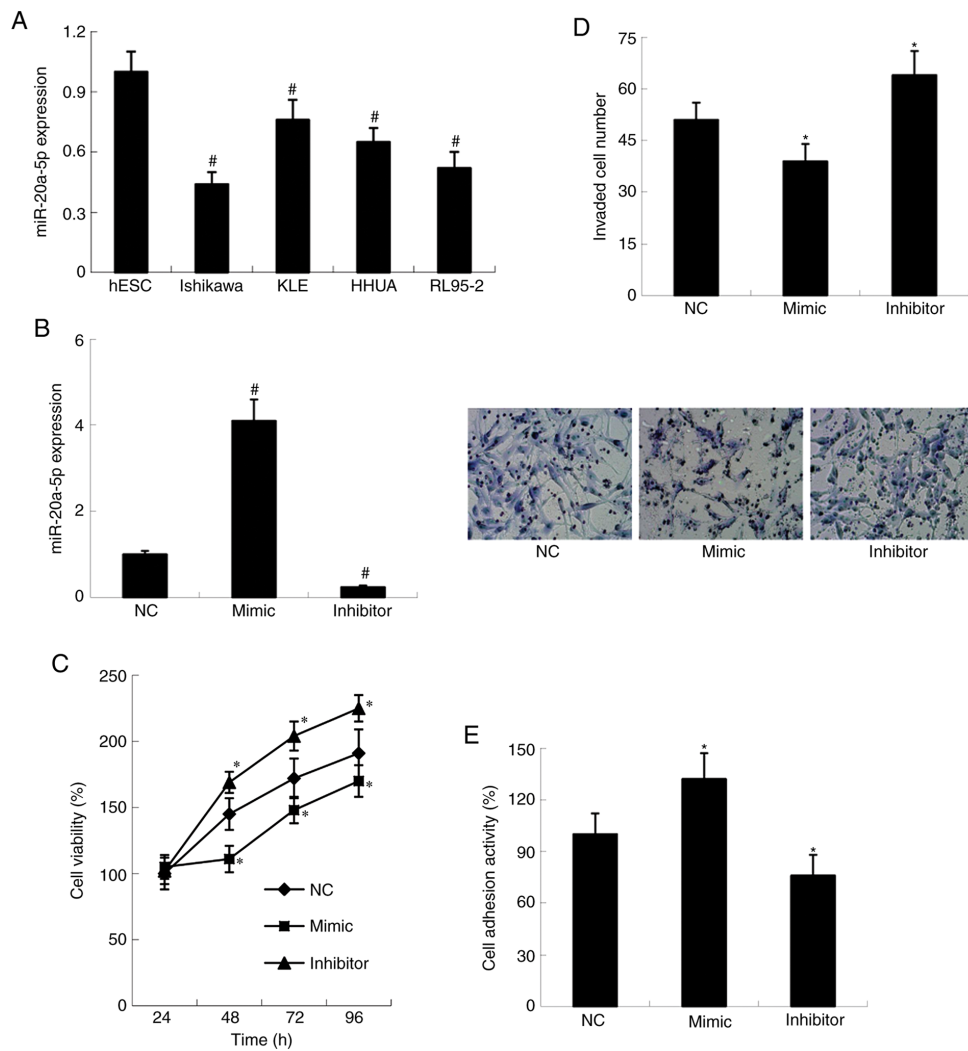 A
miR-20a-5p expression
1.2
0.9
0.6
0.3
0
#
#
#
#
hESC Ishikawa KLE HHUA RL95-2
B
miR-20a-5p expression
6
4
2
0
#
#
NC Mimic Inhibitor
C
Cell viability (%)
250
200
150
100
50
0
*
*
*
*
*
*
NC
Mimic
Inhibitor
24 48 72 96
Time (h)
D
Invaded cell number
75
60
45
30
15
0
*
*
NC Mimic Inhibitor
NC Mimic Inhibitor
E
Cell adhesion activity (%)
150
120
90
60
30
0
*
*
NC Mimic Inhibitor